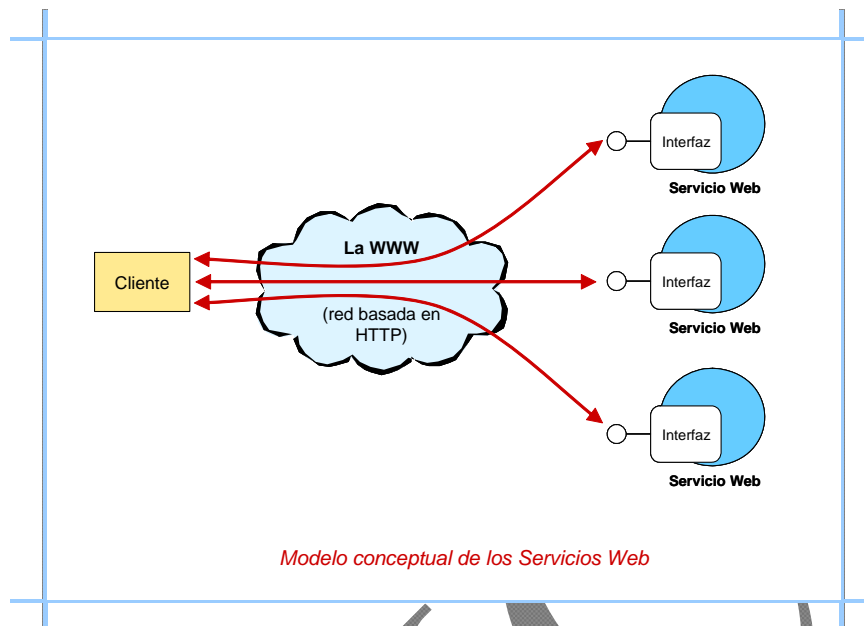 Interfaz
Servicio Web
La WWW
Cliente
Interfaz
(red basada en
HTTP)
Servicio Web
Interfaz
Servicio Web
Modelo conceptual de los Servicios Web